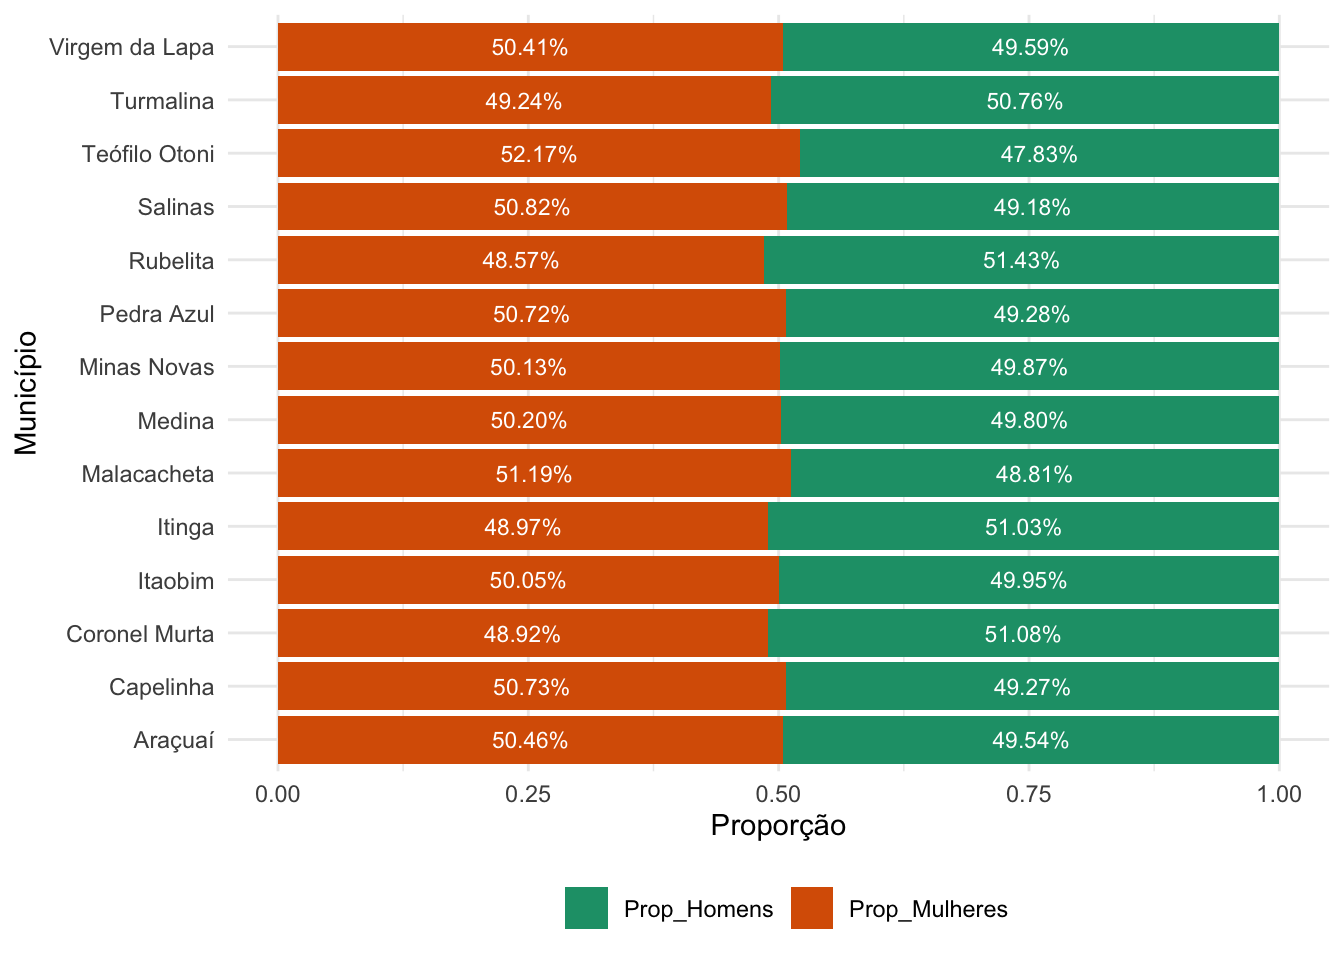 Virgem da Lapa 50.41% 49.59%
Turmalina 49.24% 50.76%
Teófilo Otoni 52.17% 47.83%
Salinas 50.82% 49.18%
Rubelita 48.57% 51.43%
Pedra Azul 50.72% 49.28%
Minas Novas 50.13% 49.87%
Medina 50.20% 49.80%
Malacacheta 51.19% 48.81%
Itinga 48.97% 51.03%
Itaobim 50.05% 49.95%
Coronel Murta 48.92% 51.08%
Capelinha 50.73% 49.27%
Araçuaí 50.46% 49.54%
Município
0.00 0.25 0.50 0.75 1.00
Proporção
Prop_Homens Prop_Mulheres